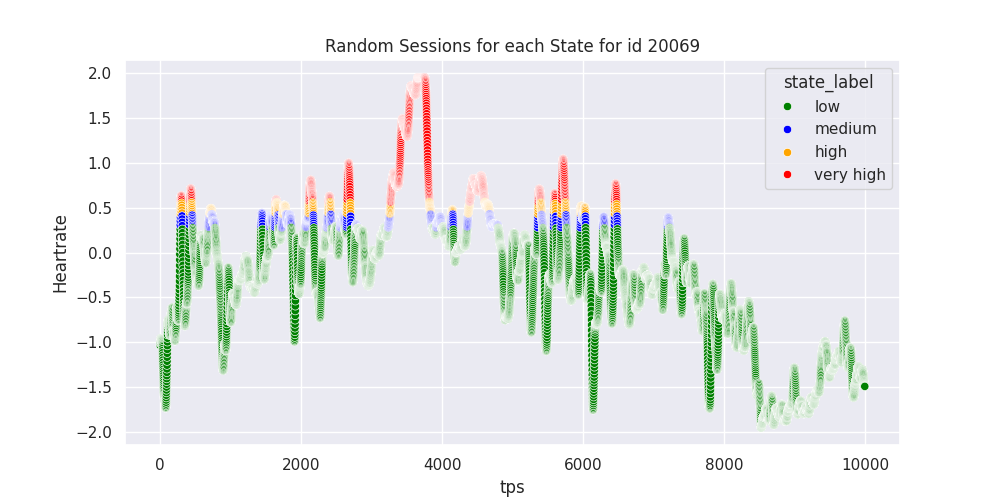 Random Sessions for each State for id 20069
Heartrate
2.0
1.5
1.0
0.5
0.0
−0.5
−1.0
−1.5
−2.0
0
2000
4000
6000
8000
10000
tps
state_label
low
medium
high
very high